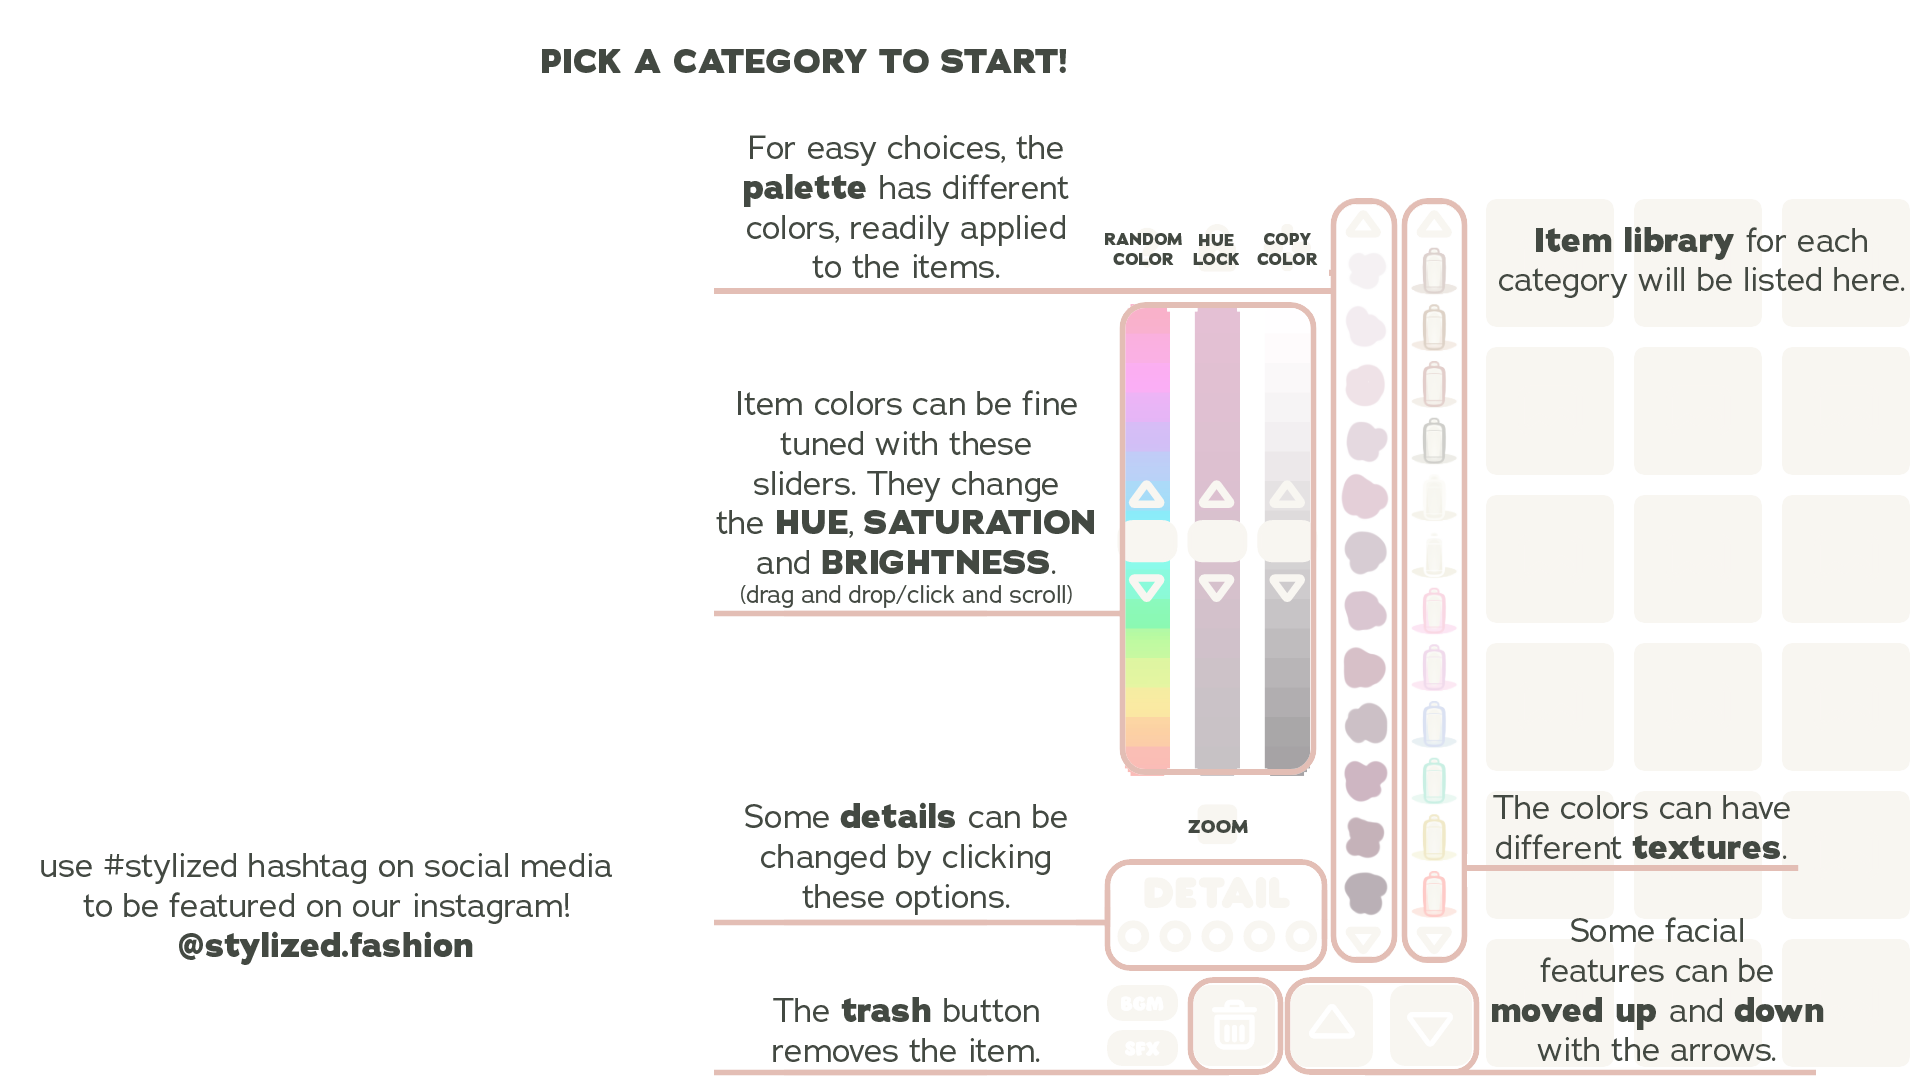 PICK A CATEGORY TO START!
For easy choices, the
palette has different
colors, readily applied
to the items.
RANDOM
COLOR
HUE
LOCK
COPY
COLOR
Item library for each
category will be listed here.
Item colors can be fine
tuned with these
sliders. They change
the HUE, SATURATION
and BRIGHTNESS.
(drag and drop/click and scroll)
Some details can be
changed by clicking
these options.
ZOOM
DETAIL
The colors can have
different textures.
use #stylized hashtag on social media
to be featured on our instagram!
@stylized.fashion
The trash button
removes the item.
BGM
SFX
Some facial
features can be
moved up and down
with the arrows.